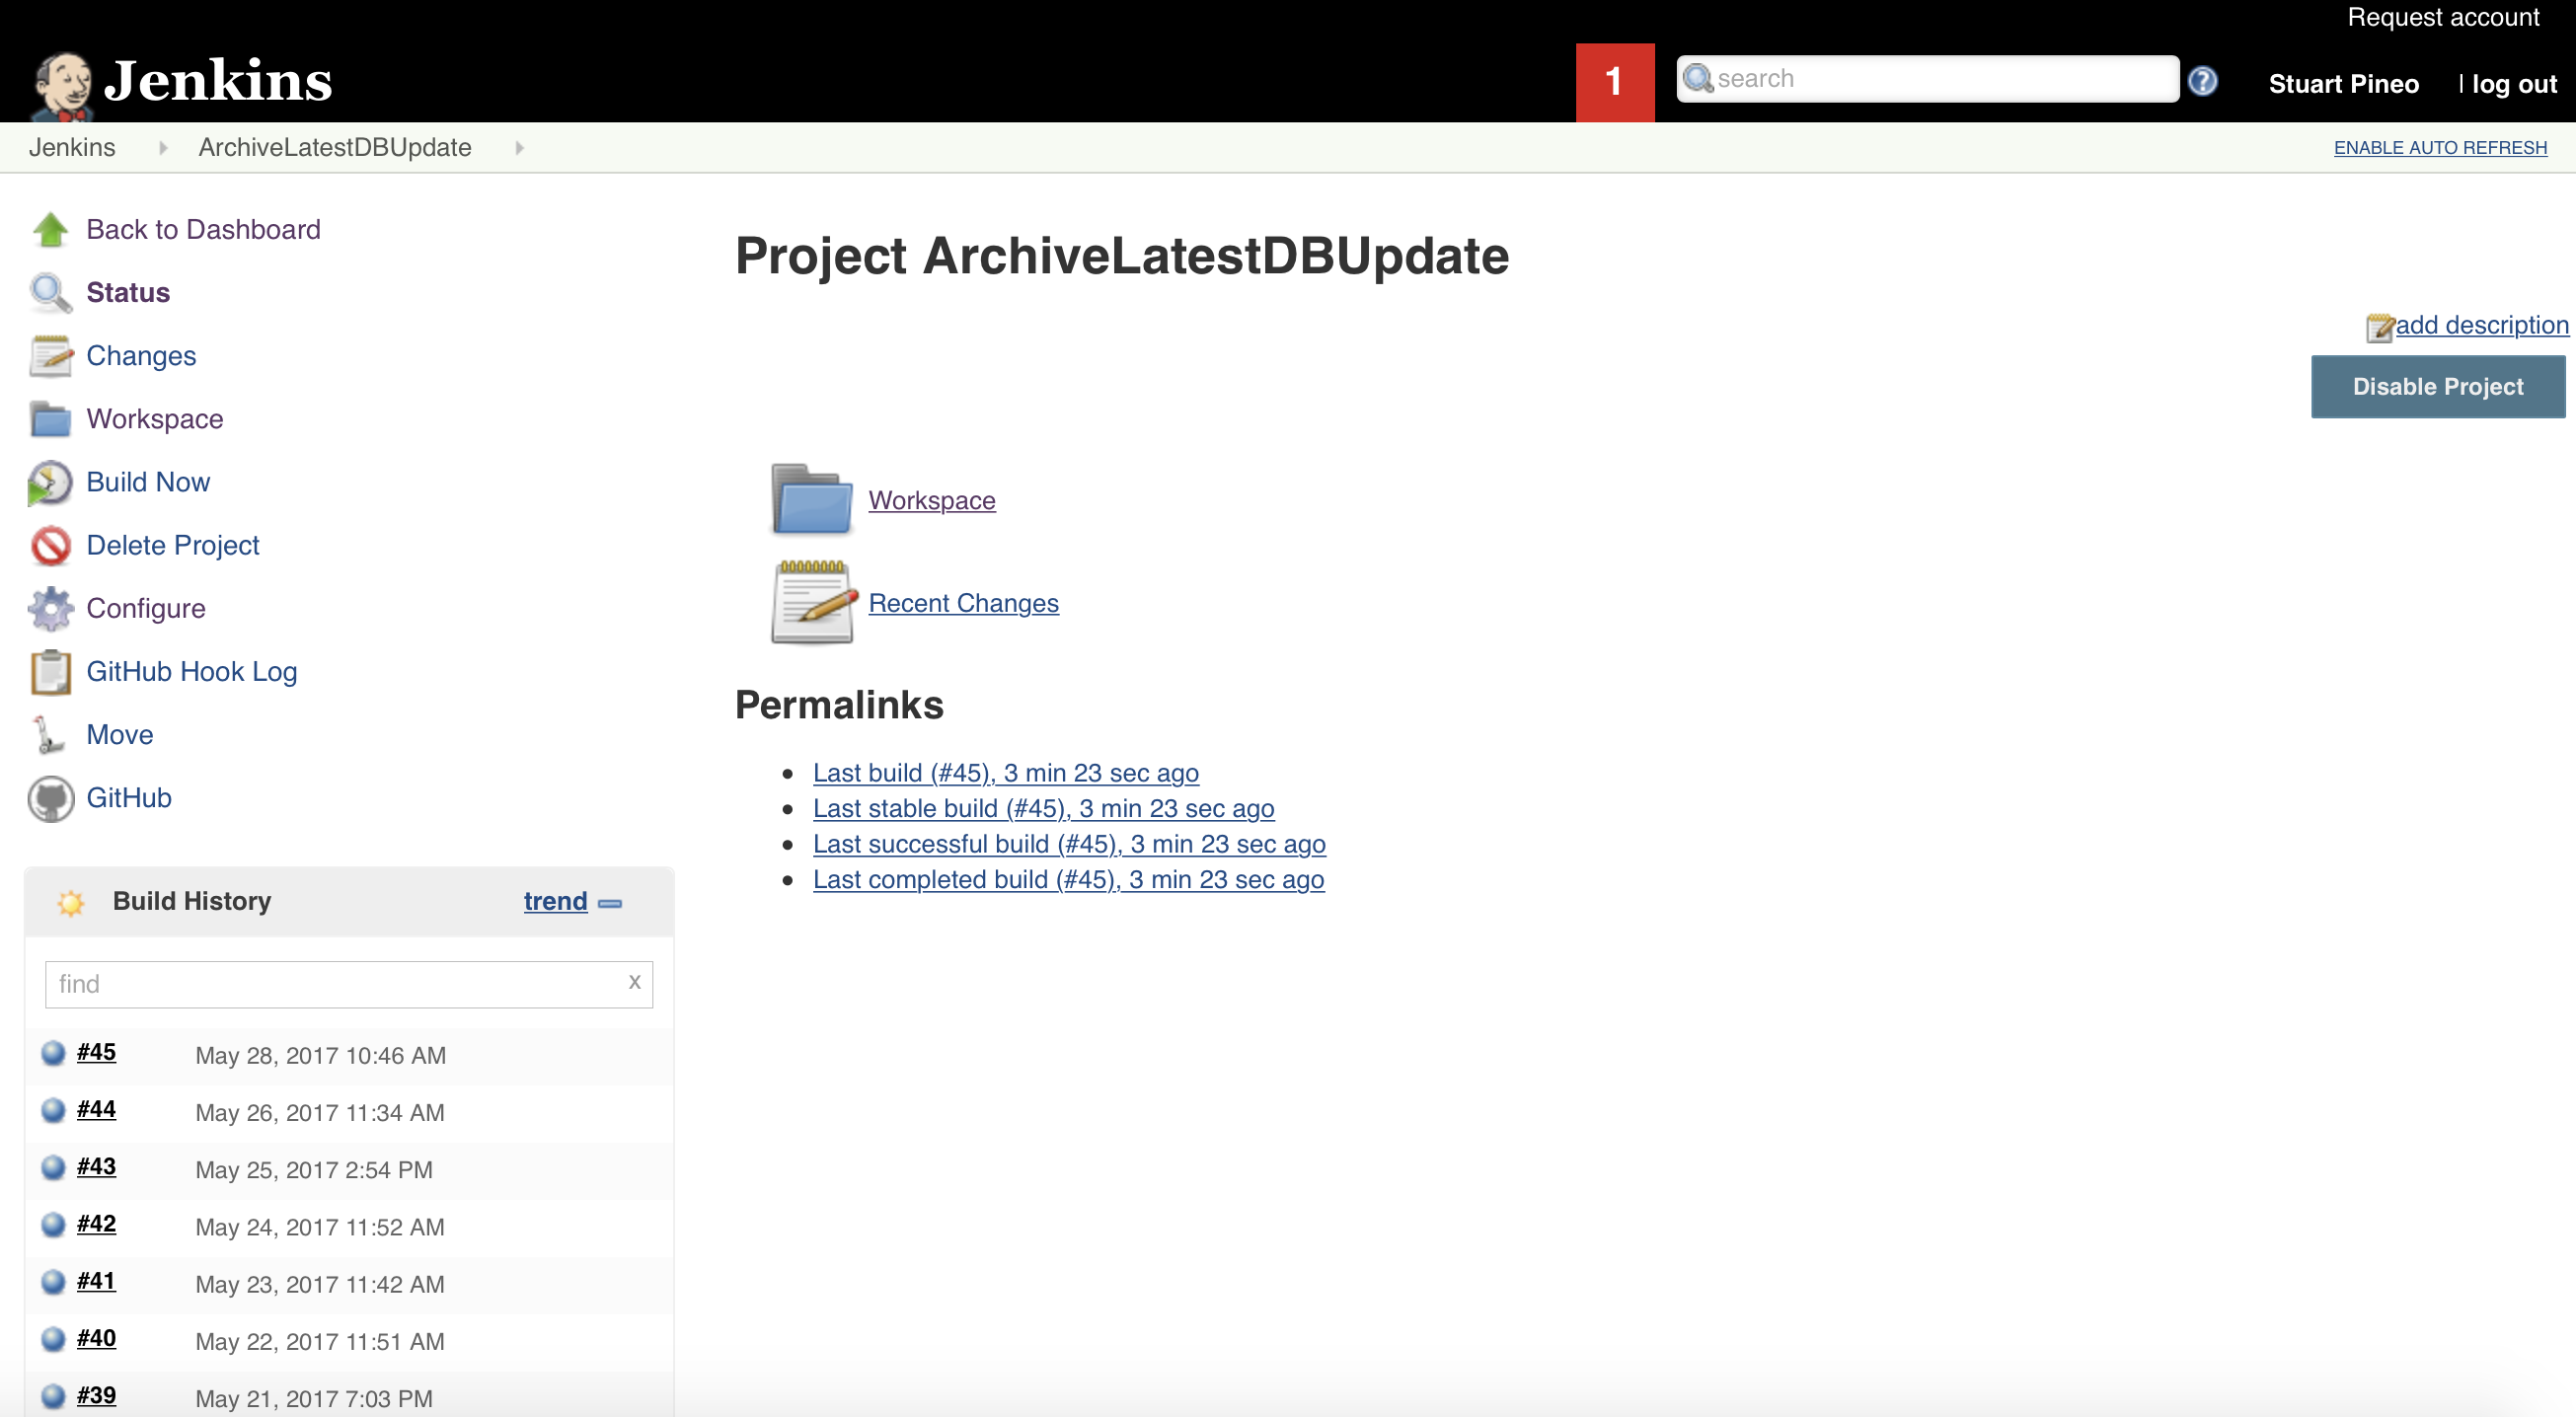 Request account
Jenkins
1
search
?
Stuart Pineo | log out
Jenkins ArchiveLatestDBUpdate
ENABLE AUTO REFRESH
Back to Dashboard
Status
Changes
Workspace
Build Now
Delete Project
Configure
GitHub Hook Log
Move
GitHub
Project ArchiveLatestDBUpdate
add description
Disable Project
Workspace
Recent Changes
Permalinks
Last build (#45), 3 min 23 sec ago
Last stable build (#45), 3 min 23 sec ago
Last successful build (#45), 3 min 23 sec ago
Last completed build (#45), 3 min 23 sec ago
Build History trend
find x
#45 May 28, 2017 10:46 AM
#44 May 26, 2017 11:34 AM
#43 May 25, 2017 2:54 PM
#42 May 24, 2017 11:52 AM
#41 May 23, 2017 11:42 AM
#40 May 22, 2017 11:51 AM
#39 May 21, 2017 7:03 PM